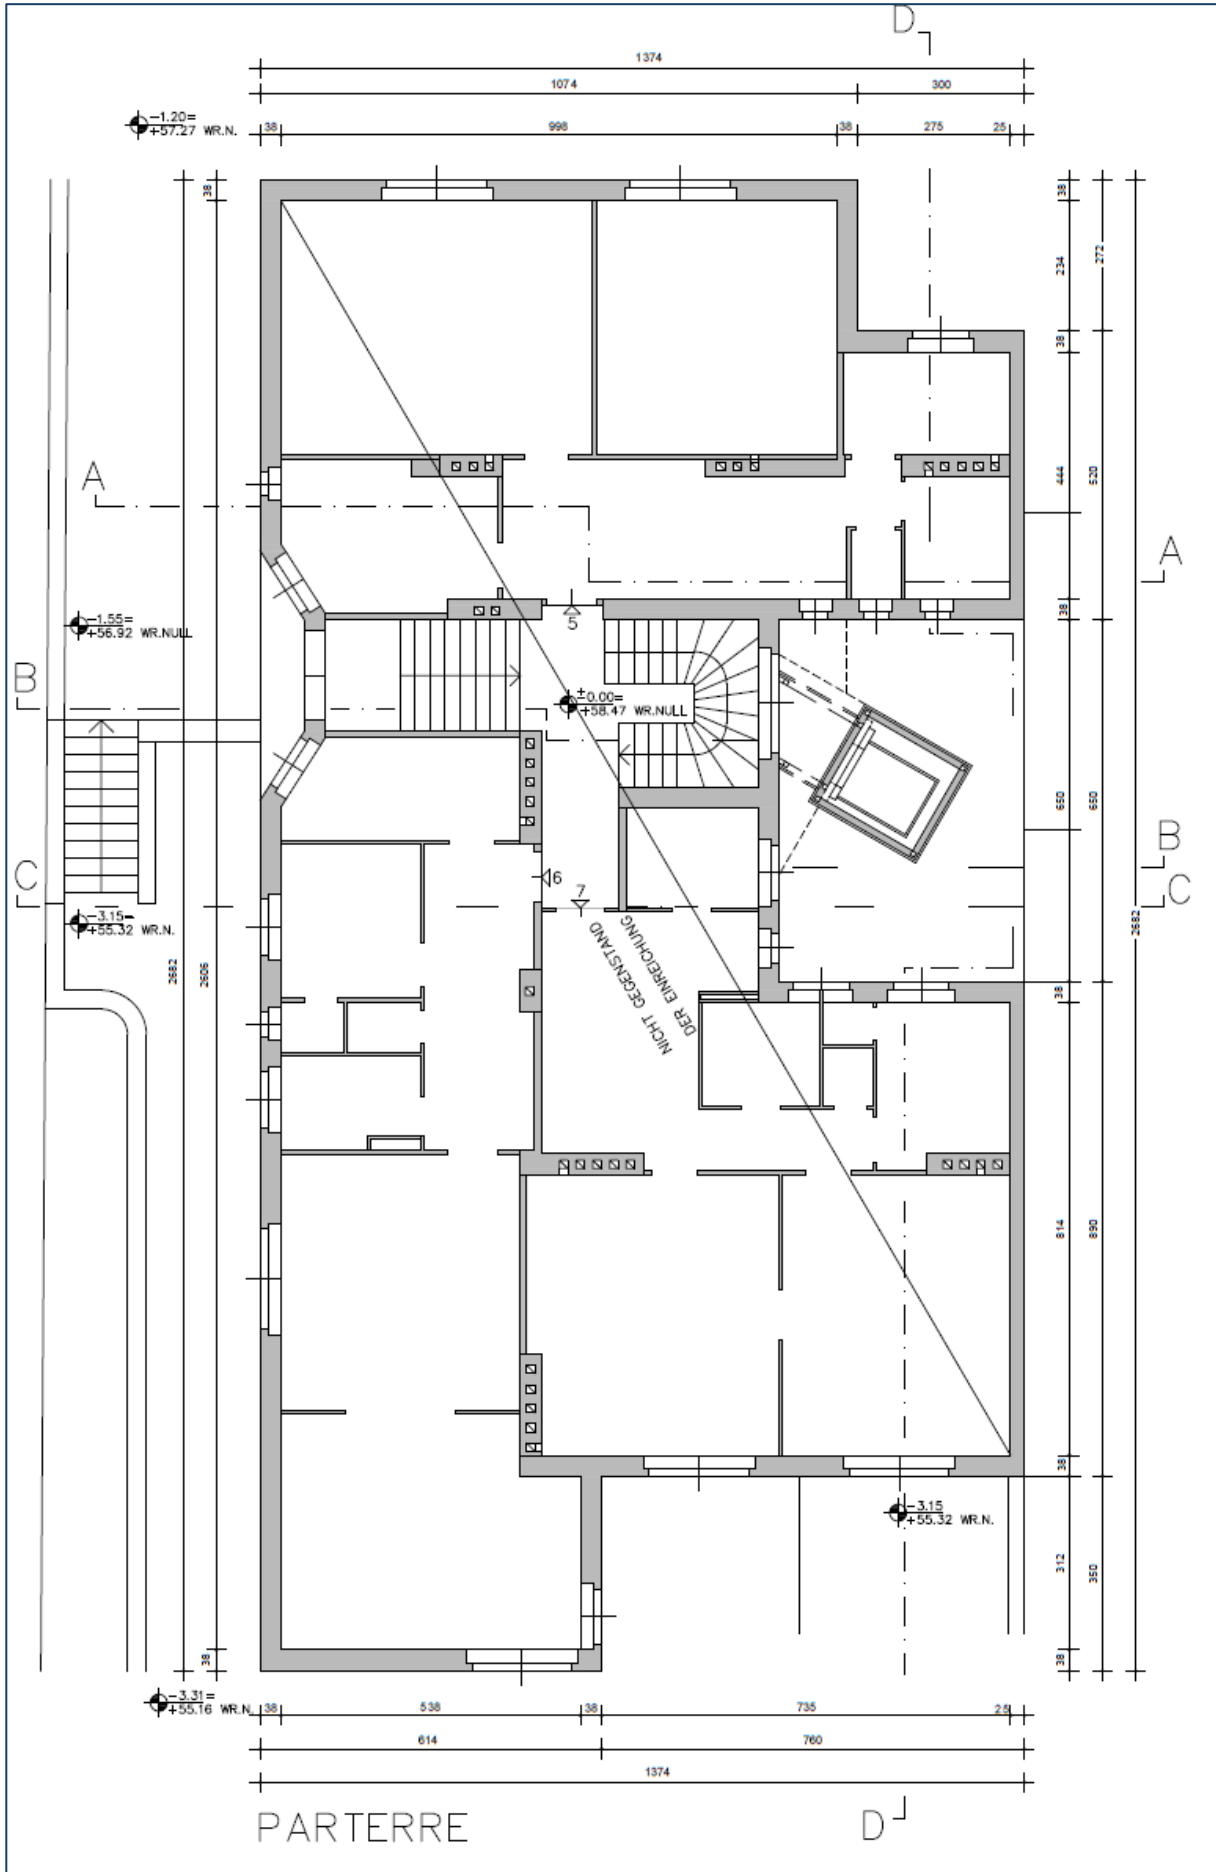 D
1374
1074 300
38 998 38 275 25
-1.20=
+57.27 WR.N.
38
38
234
272
38
A
444
520
A
-1.55=
+56.92 WR.NULL
38
5
B
±0.00=
+58.47 WR.NULL
650
650
B
C
6
7
C
-3.15=
+55.32 WR.N.
NICHT GEGENSTAND
DER EINREICHUNG
2682
2606
2682
38
814
890
38
-3.15
+55.32 WR.N.
312
350
38
38
-3.31=
+55.16 WR.N.
38 538 38 735 25
614 760
1374
PARTERRE
D